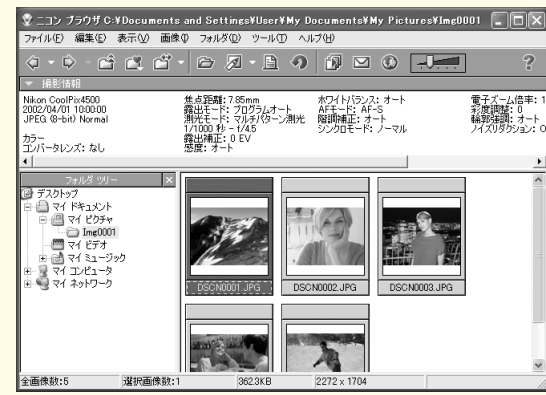 ニコン ブラウザ C:¥Documents and Settings¥User¥My Documents¥My Pictures¥Img0001
ファイル(F) 編集(E) 表示(V) 画像(I) フォルダ(D) ツール(T) ヘルプ(H)
撮影情報
Nikon CoolPix4500
2002/04/01 10:00:00
JPEG (8-bit) Normal
カラー
コンバータレンズ: なし
焦点距離: 7.85mm
露出モード: プログラムオート
測光モード: マルチパターン測光
1/1000 秒 - f/4.5
露出補正: 0 EV
感度: オート
ホワイトバランス: オート
AFモード: AF-S
階調補正: オート
シンクロモード: ノーマル
電子ズーム倍率: 1
彩度調整: 0
輪郭強調: オート
ノイズリダクション: O
フォルダ ツリー
デスクトップ
マイ ドキュメント
マイ ピクチャ
Img0001
マイ ビデオ
マイ ミュージック
マイ コンピュータ
マイ ネットワーク
DSCN0001.JPG
DSCN0002.JPG
DSCN0003.JPG
全画像数:5 選択画像数:1 362.3KB 2272 x 1704